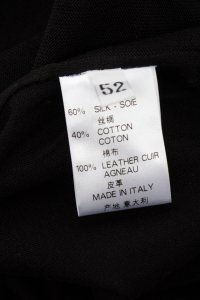 52
60% SILK - SOIE
丝绸
40% COTTON
COTON
棉布
100% LEATHER CUIR
AGNEAU
皮革
MADE IN ITALY
产地 意大利